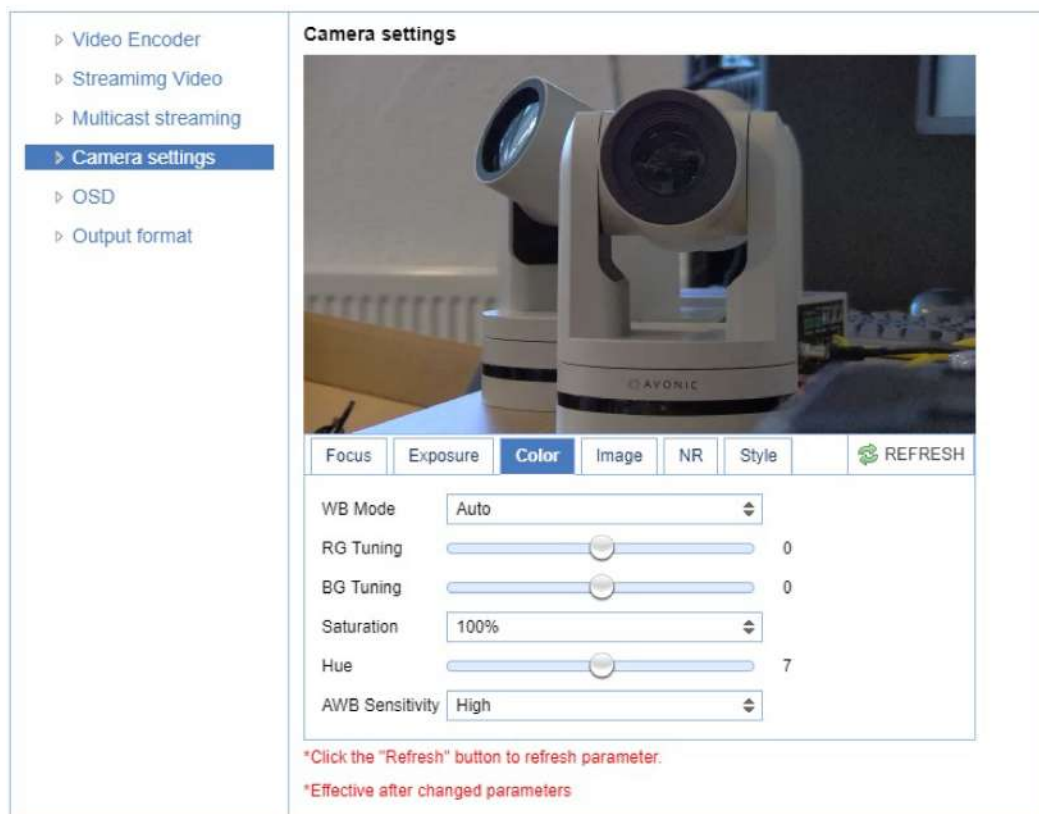 Video Encoder
Streamimg Video
Multicast streaming
Camera settings
OSD
Output format
Camera settings
AVONIC
Focus Exposure Color Image NR Style REFRESH
WB Mode Auto
RG Tuning 0
BG Tuning 0
Saturation 100%
Hue 7
AWB Sensitivity High
*Click the "Refresh" button to refresh parameter.
*Effective after changed parameters